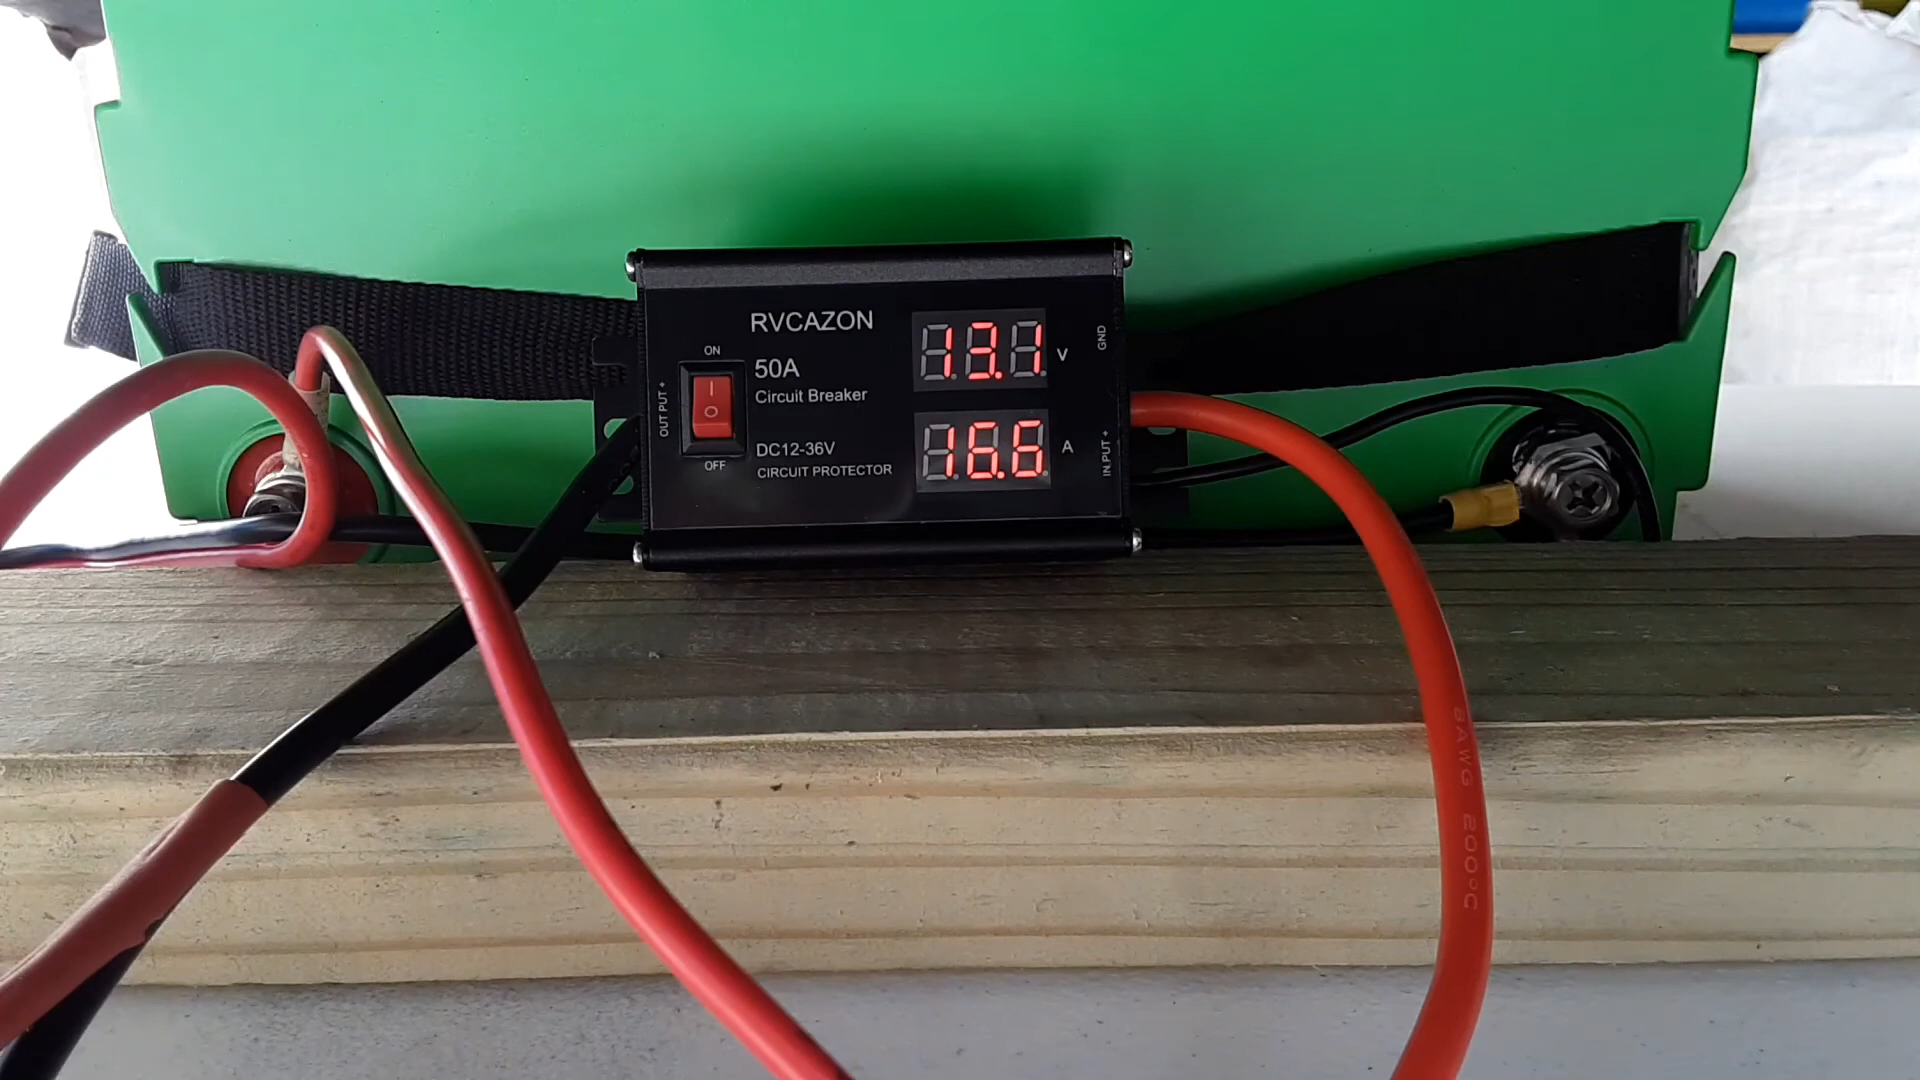 RVCAZON
ON
50A
Circuit Breaker
I
O
OFF
DC12-36V
CIRCUIT PROTECTOR
OUT PUT +
13.1 V
16.6 A
GND
IN.PUT +
8AWG 200°C